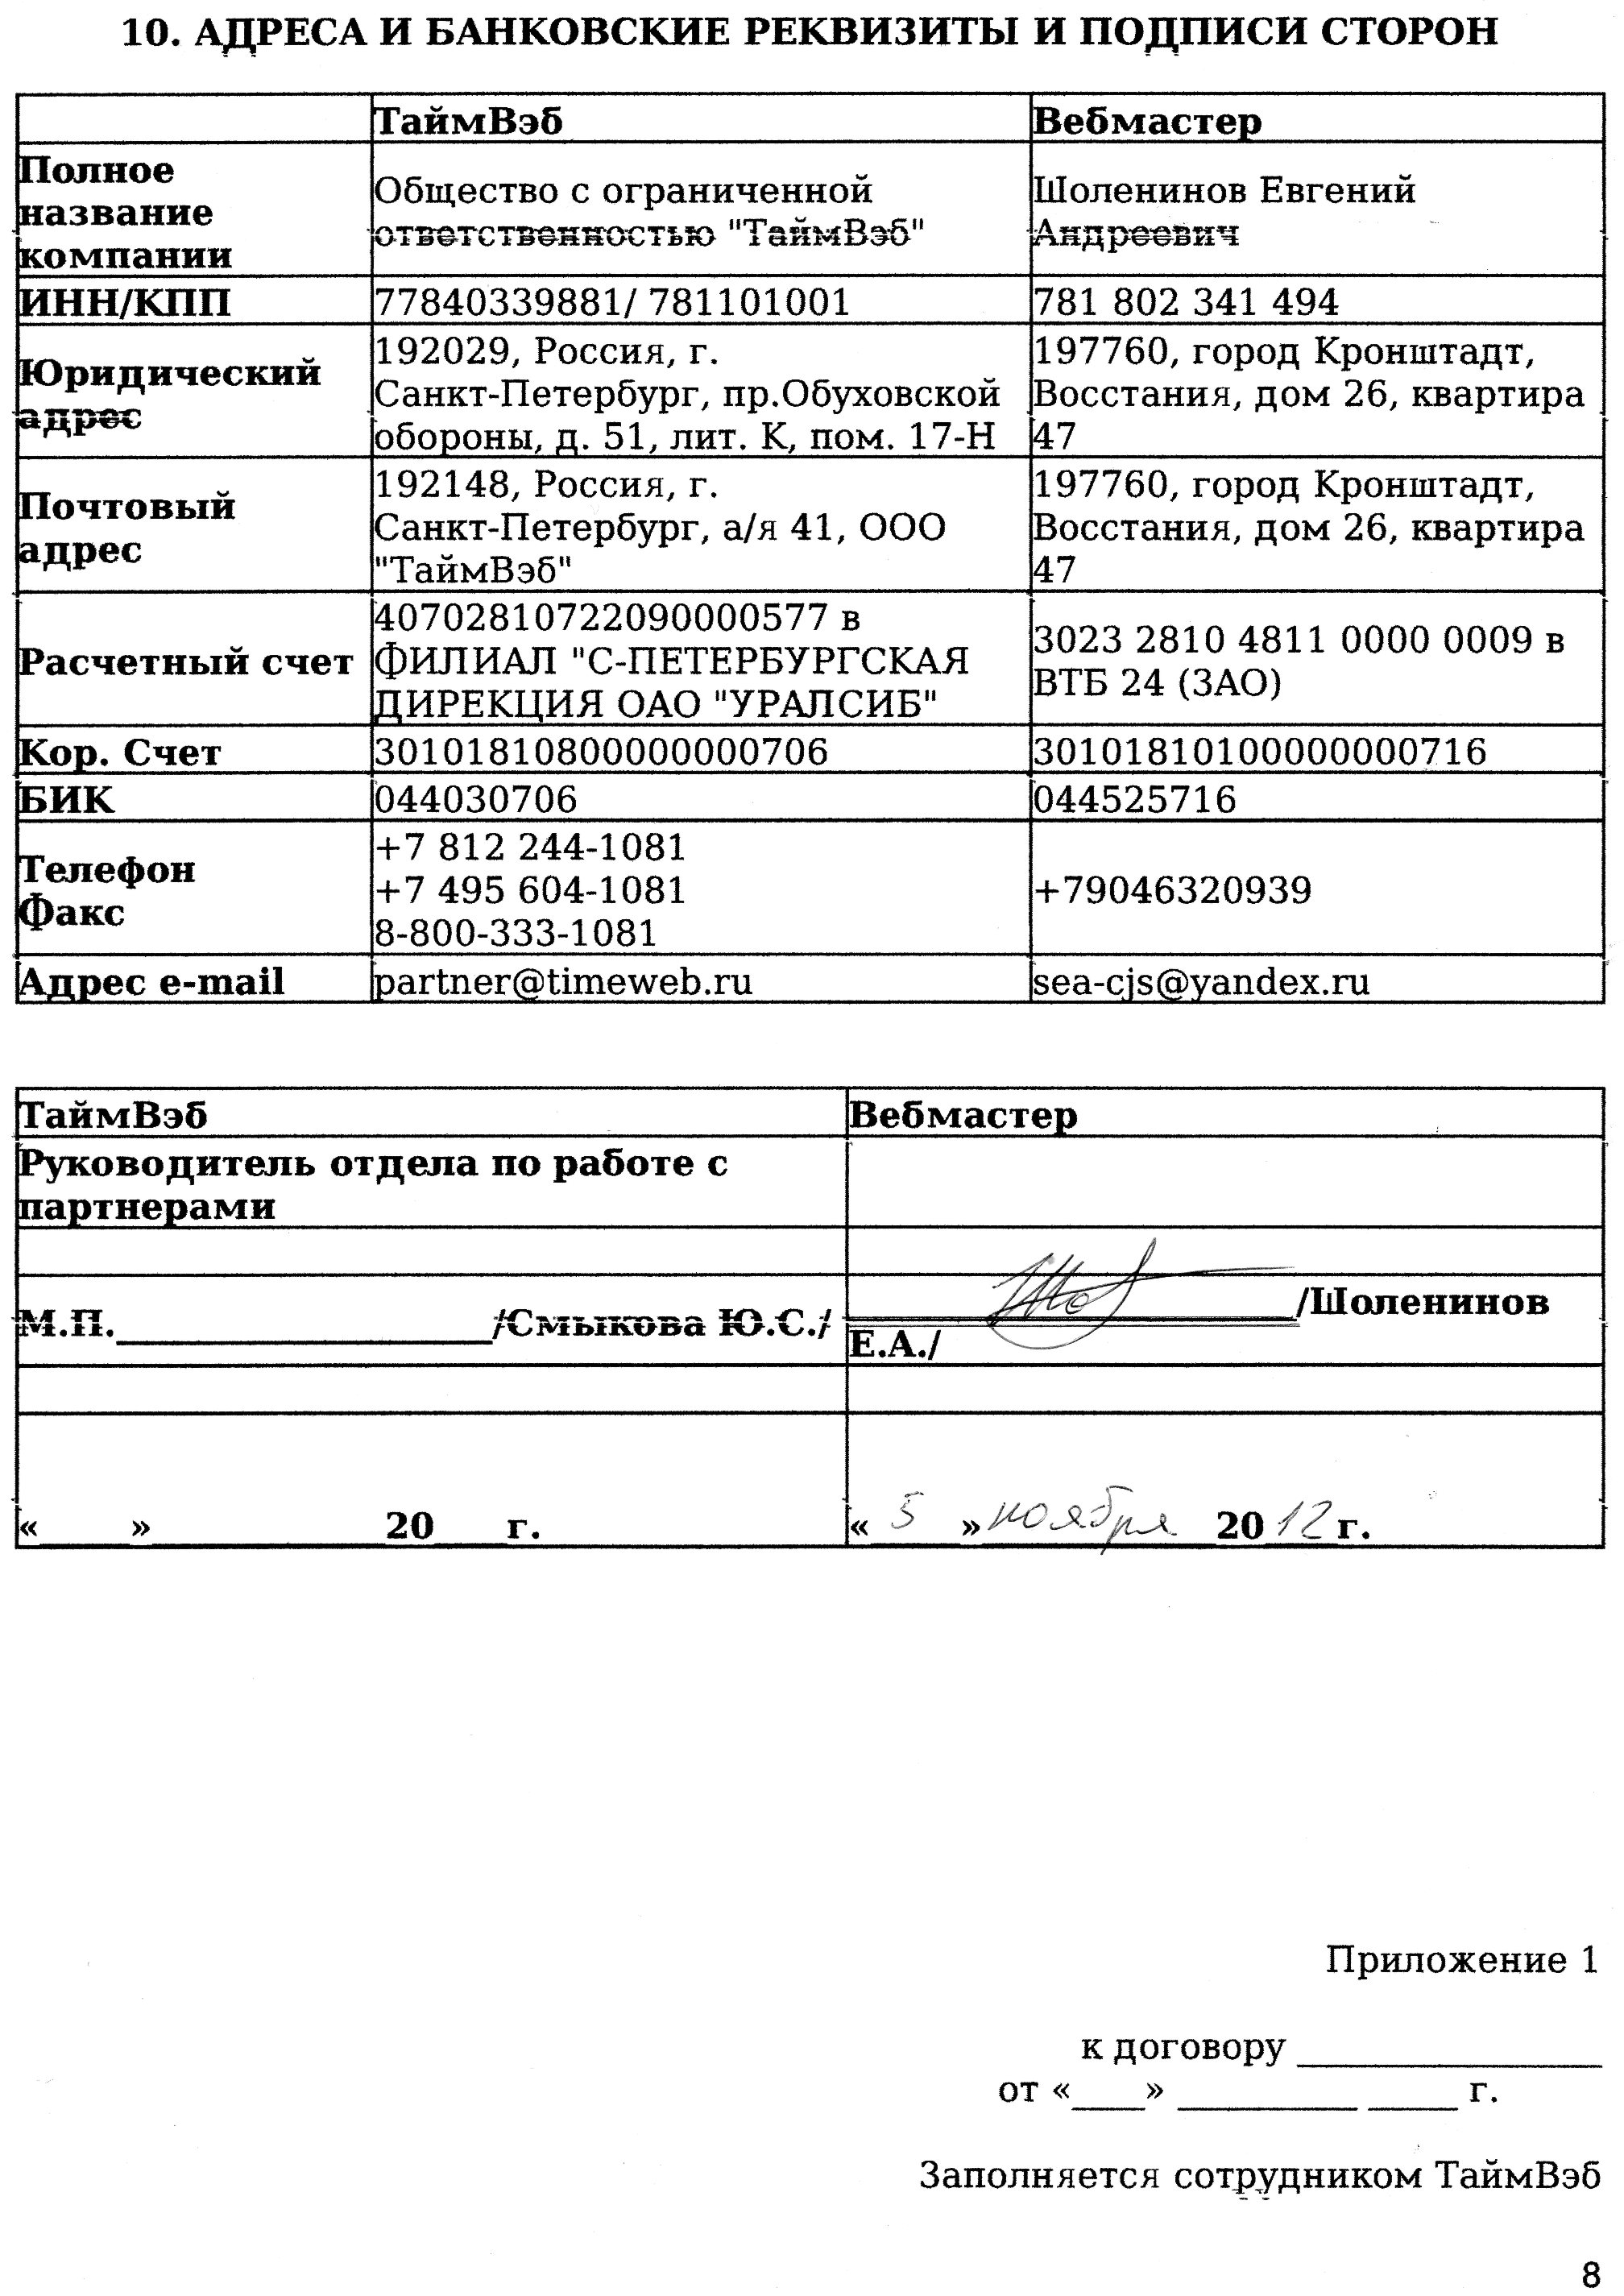 10. АДРЕСА И БАНКОВСКИЕ РЕКВИЗИТЫ И ПОДПИСИ СТОРОН
ТаймВэб
Вебмастер
Полное
название
компании
Общество с ограниченной
ответственностью "ТаймВэб"
Шоленинов Евгений
Андреевич
ИНН/КПП
77840339881/ 781101001
781 802 341 494
Юридический
адрес
192029, Россия, г.
Санкт-Петербург, пр.Обуховской
обороны, д. 51, лит. К, пом. 17-Н
197760, город Кронштадт,
Восстания, дом 26, квартира
47
Почтовый
адрес
192148, Россия, г.
Санкт-Петербург, а/я 41, ООО
"ТаймВэб"
197760, город Кронштадт,
Восстания, дом 26, квартира
47
Расчетный счет
40702810722090000577 в
ФИЛИАЛ "С-ПЕТЕРБУРГСКАЯ
ДИРЕКЦИЯ ОАО "УРАЛСИБ"
3023 2810 4811 0000 0009 в
ВТБ 24 (ЗАО)
Кор. Счет
30101810800000000706
30101810100000000716
БИК
044030706
044525716
Телефон
Факс
+7 812 244-1081
+7 495 604-1081
8-800-333-1081
+79046320939
Адрес e-mail
partner@timeweb.ru
sea-cjs@yandex.ru
ТаймВэб
Вебмастер
Руководитель отдела по работе с
партнерами
М.П.____________________/Смыкова Ю.С./
________________________/Шоленинов
Е.А./
«_____»_____________20____г.
«5»ноября 2012г.
Приложение 1
к договору _________________
от «____» __________ _____ г.
Заполняется сотрудником ТаймВэб
8